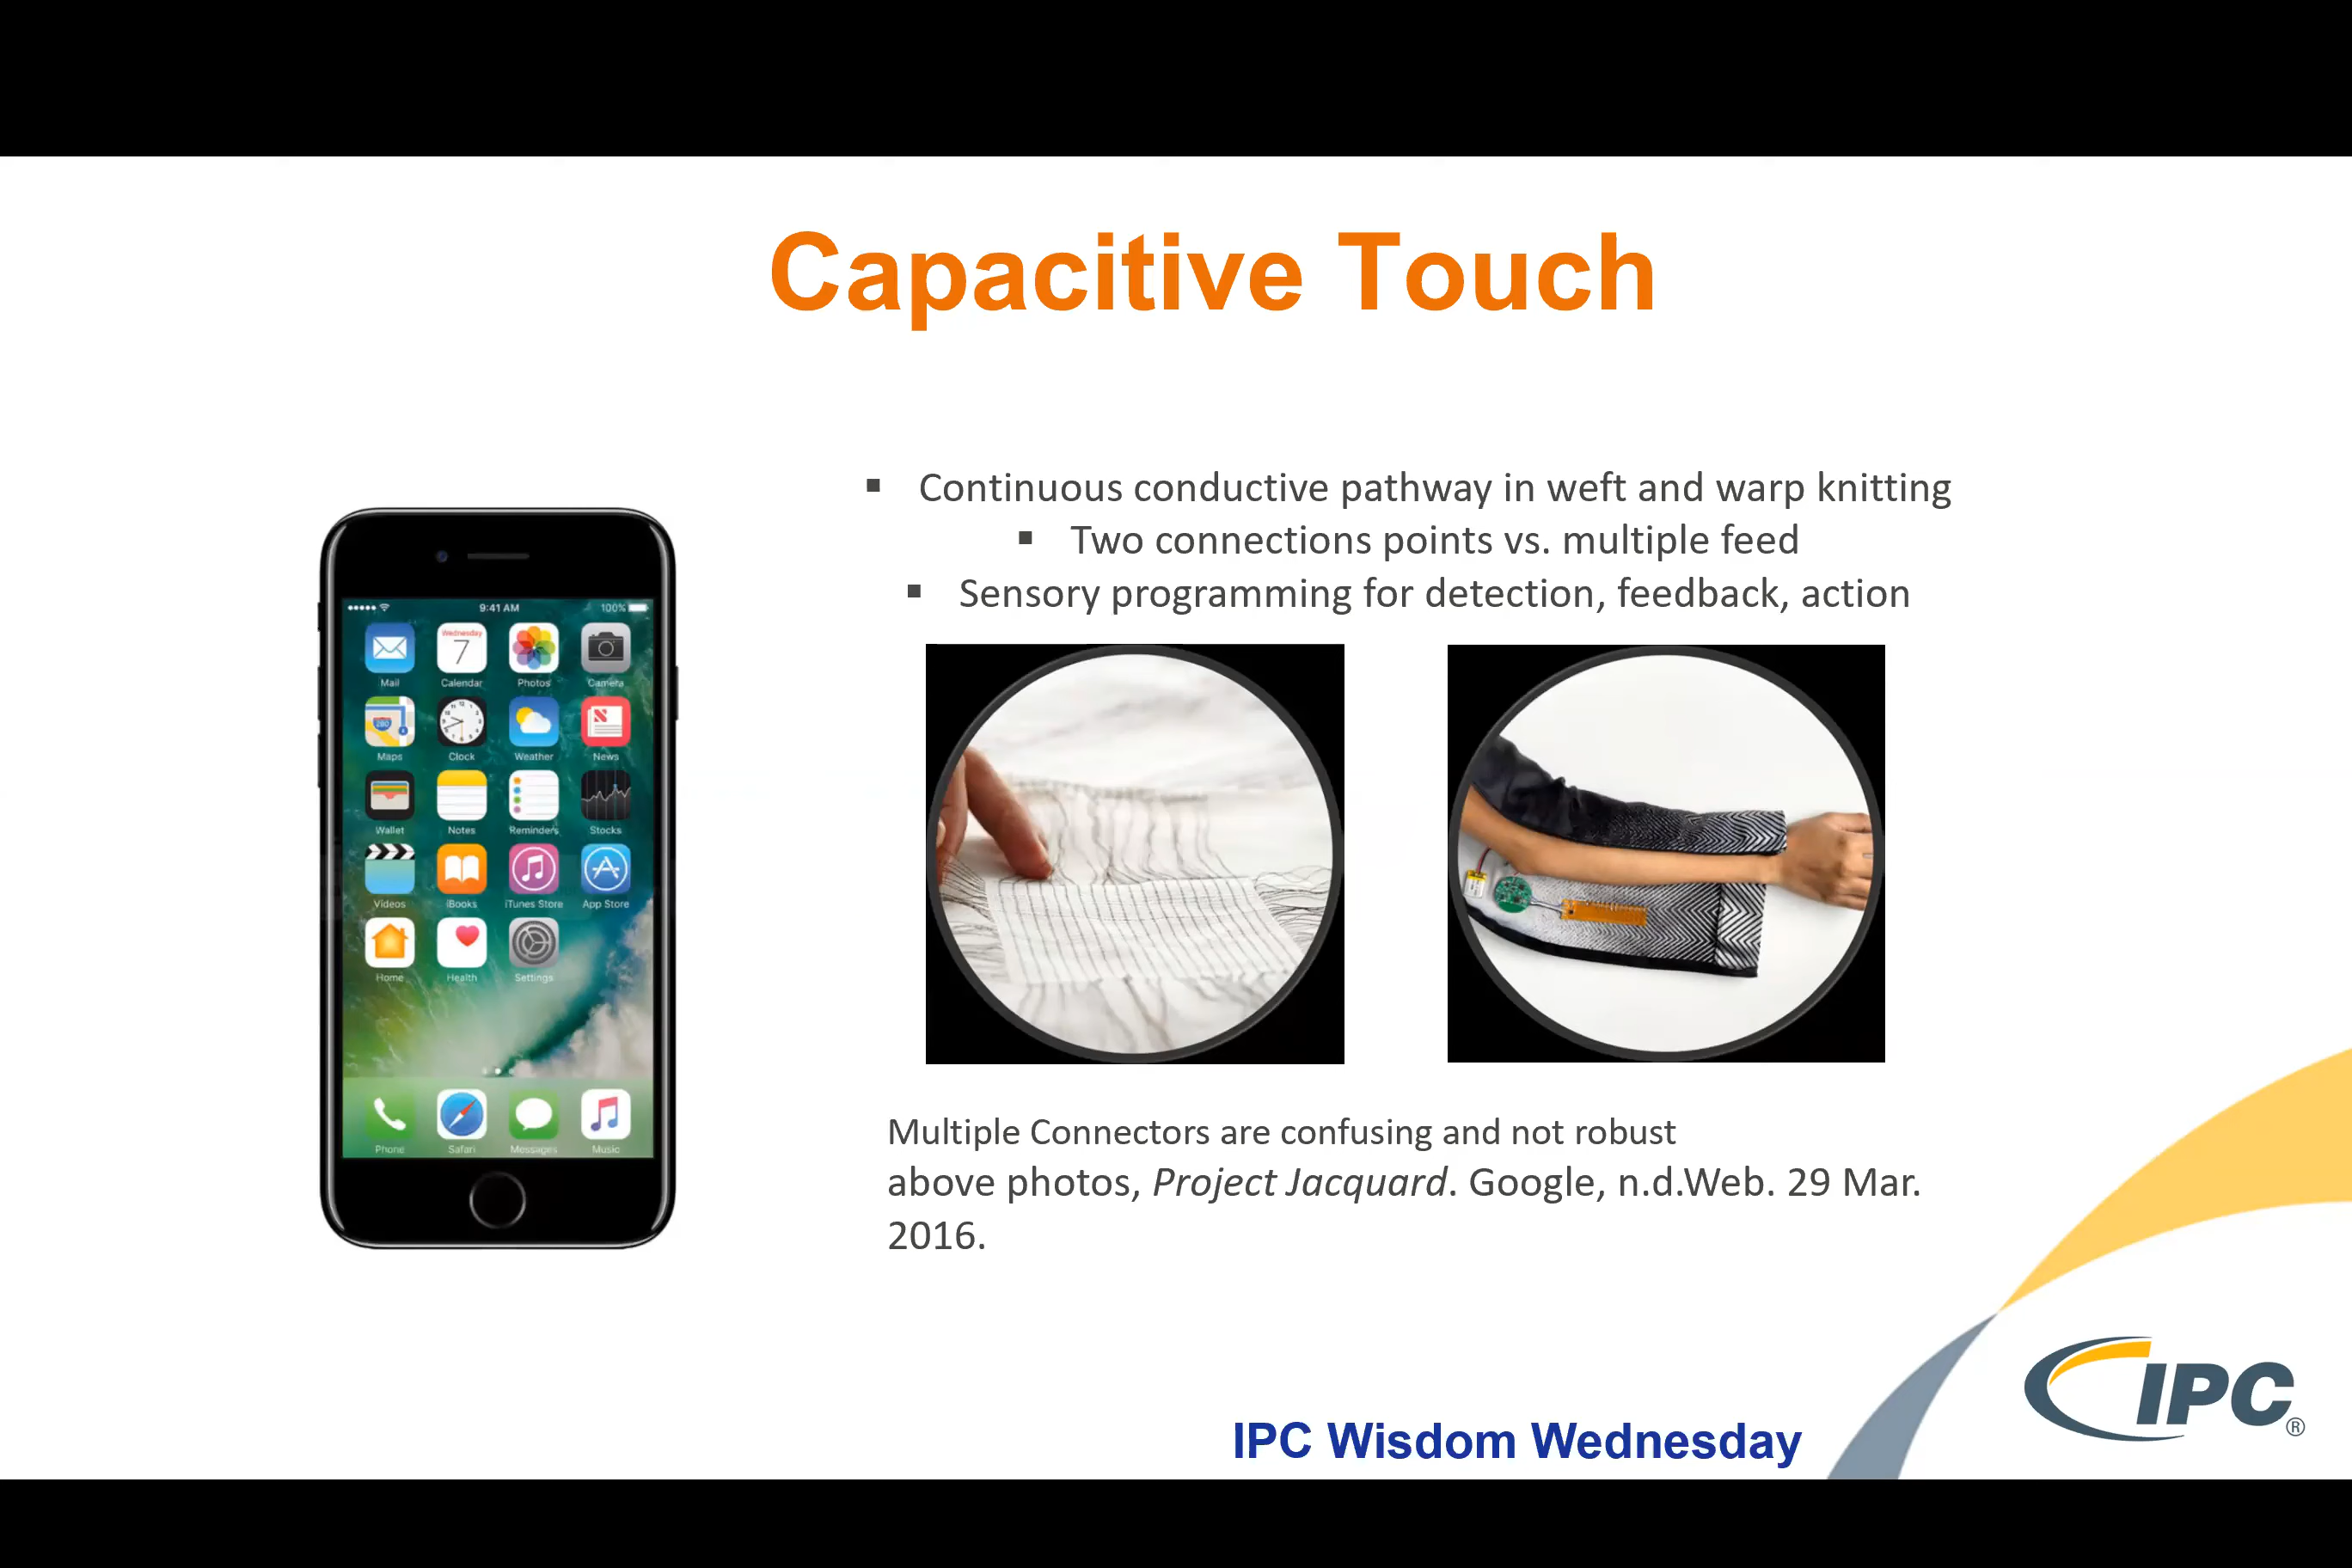 Capacitive Touch
▪ Continuous conductive pathway in weft and warp knitting
▪ Two connections points vs. multiple feed
▪ Sensory programming for detection, feedback, action
9:41 AM 100%
Wednesday
7
Mail Calendar Photos Camera
280
Maps Clock Weather News
Wallet Notes Reminders Stocks
Videos iBooks iTunes Store App Store
Home Health Settings
Phone Safari Messages Music
Multiple Connectors are confusing and not robust
above photos, Project Jacquard. Google, n.d.Web. 29 Mar.
2016.
IPC Wisdom Wednesday
IPC®